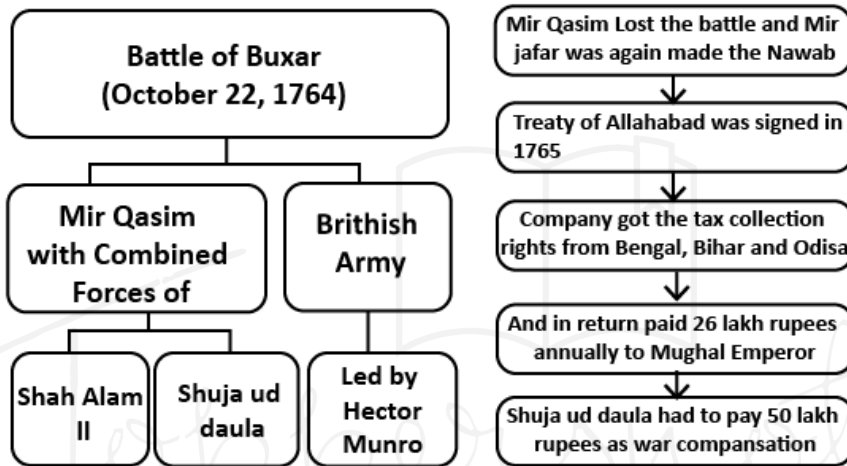 Battle of Buxar
(October 22, 1764)
Mir Qasim
with Combined
Forces of
Brithish
Army
Shah Alam
II
Shuja ud
daula
Led by
Hector
Munro
Mir Qasim Lost the battle and Mir
jafar was again made the Nawab
Treaty of Allahabad was signed in
1765
Company got the tax collection
rights from Bengal, Bihar and Odisa
And in return paid 26 lakh rupees
annually to Mughal Emperor
Shuja ud daula had to pay 50 lakh
rupees as war compansation